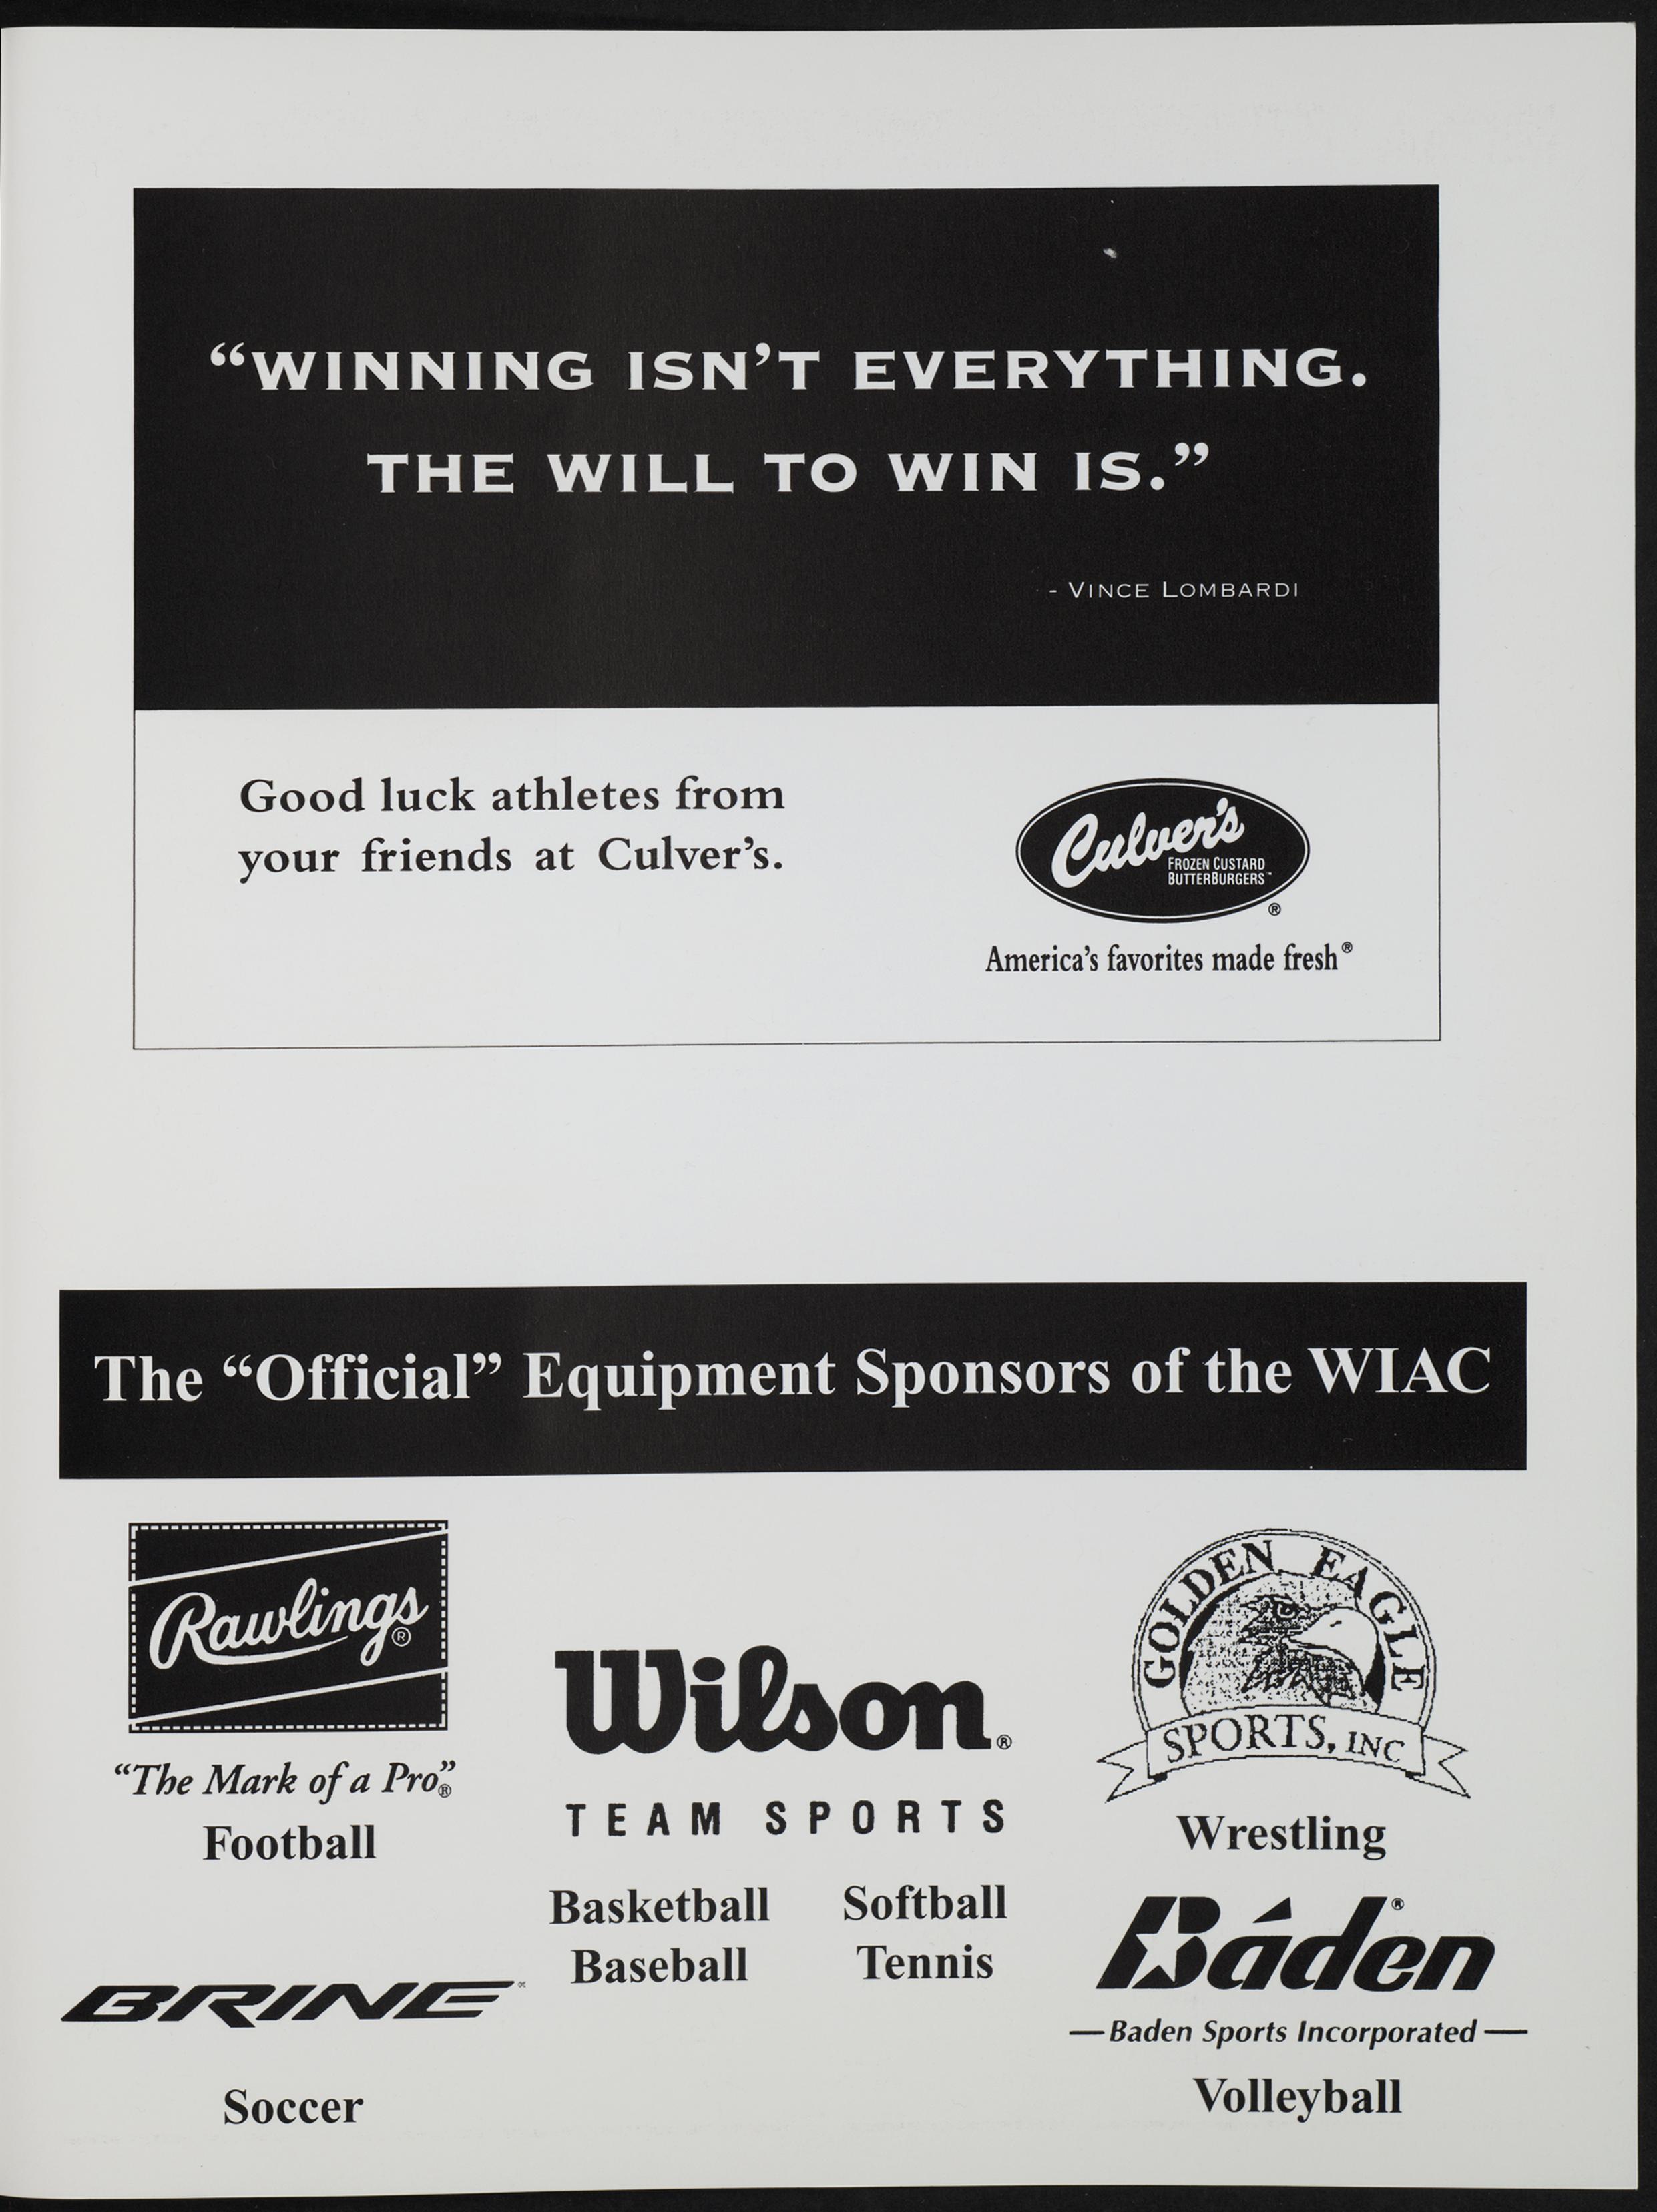 “WINNING ISN’T EVERYTHING.
THE WILL TO WIN IS.”
- VINCE LOMBARDI
Good luck athletes from
your friends at Culver’s.
Culver’s
FROZEN CUSTARD
BUTTERBURGERS™
®
America’s favorites made fresh®
The “Official” Equipment Sponsors of the WIAC
Rawlings®
“The Mark of a Pro”®
Football
BRINE
Soccer
Wilson®
TEAM SPORTS
Basketball Softball
Baseball Tennis
GOLDEN EAGLE
SPORTS, INC
Wrestling
Baden®
—Baden Sports Incorporated—
Volleyball